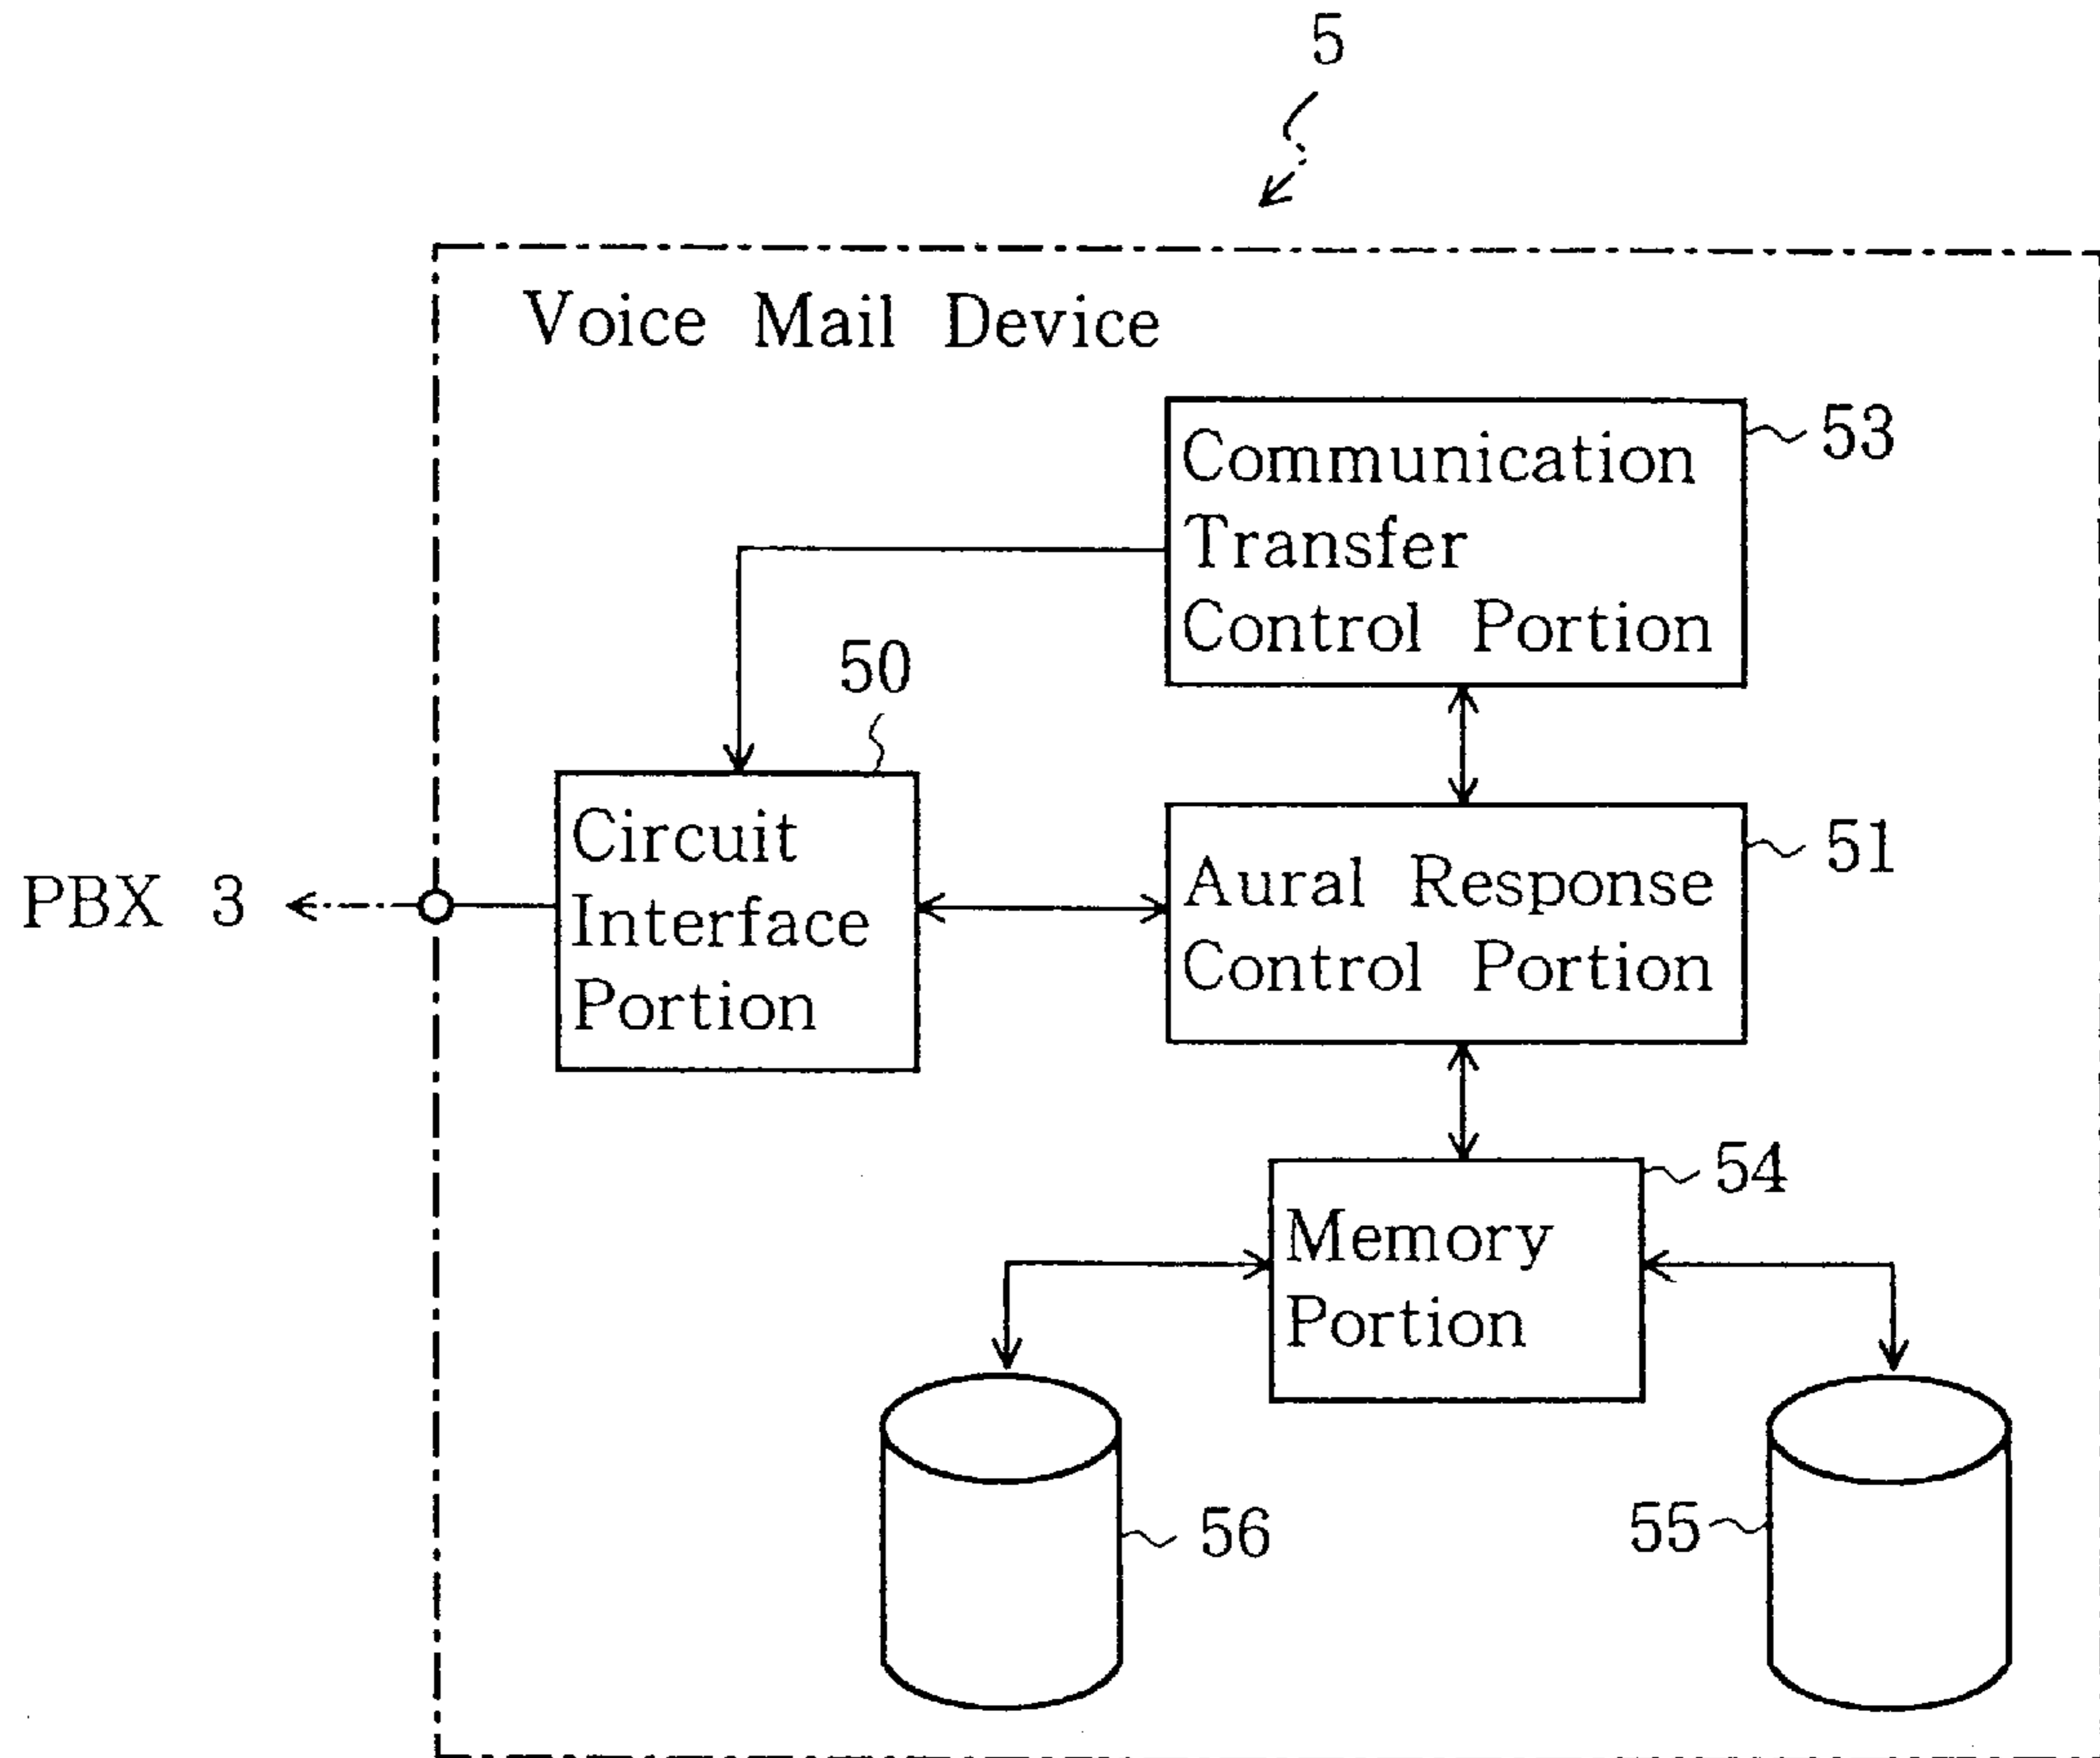 5
Voice Mail Device
Communication
Transfer
Control Portion
53
50
Circuit
Interface
Portion
PBX 3
Aural Response
Control Portion
51
54
Memory
Portion
56
55